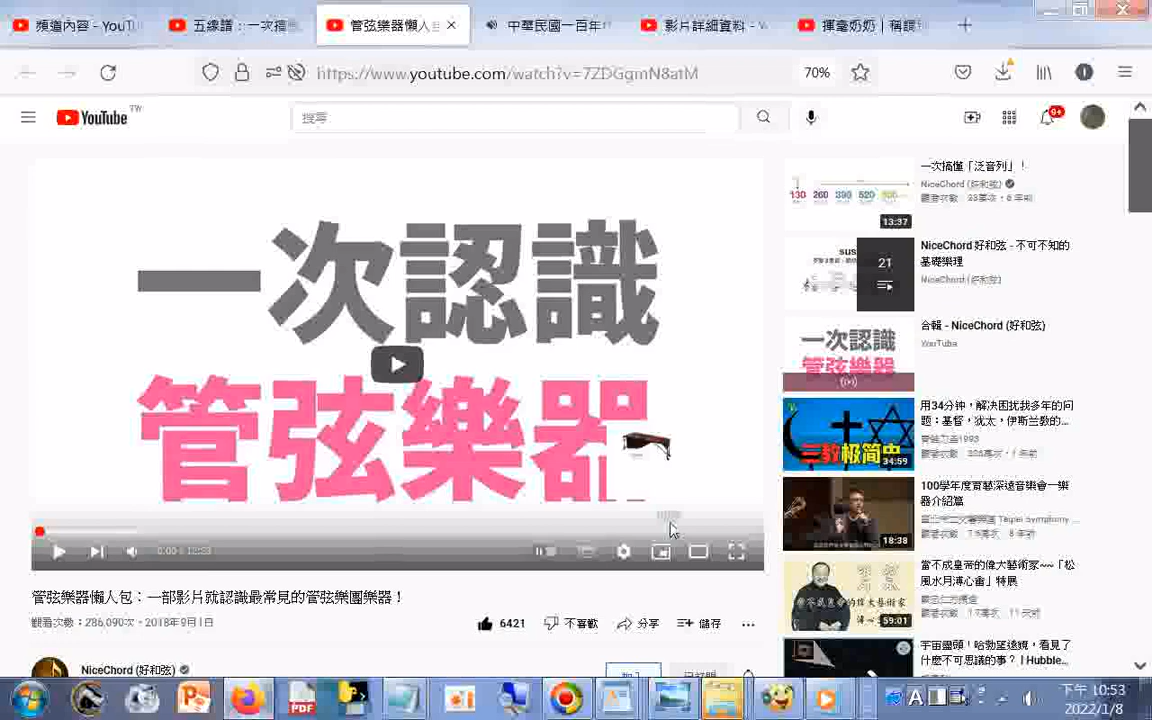 頻道內容 - YouT
五線譜：一次搞
管弦樂器懶人
中華民國一百年
影片詳細資料 -
揮毫奶奶｜稱讚
https://www.youtube.com/watch?v=7ZDGgmN8atM
70%
YouTube TW
搜尋
9+
一次認識
管弦樂器
0:00 / 12:53
管弦樂器懶人包：一部影片就認識最常見的管弦樂團樂器！
觀看次數：286,090次・2018年9月1日
6421
不喜歡
分享
儲存
NiceChord (好和弦)
130 260 390 520
13:37
一次搞懂「泛音列」！
NiceChord (好和弦)
sus
21
NiceChord 好和弦 - 不可不知的
基礎樂理
NiceChord (好和弦)
一次認識
管弦樂器
合輯 - NiceChord (好和弦)
YouTube
三教极简史
34:59
用34分钟，解决困扰我多年的问
题：基督，犹太，伊斯兰教的...
18:38
100學年度賢藝深遠音樂會—樂
器介紹篇
59:01
當不成皇帝的偉大藝術家~~「松
風水月溥心畬」特展
宇宙盡頭！哈勃望遠鏡，看見了
什麼不可思議的事？ | Hubble...
下午 10:53
2022/1/8